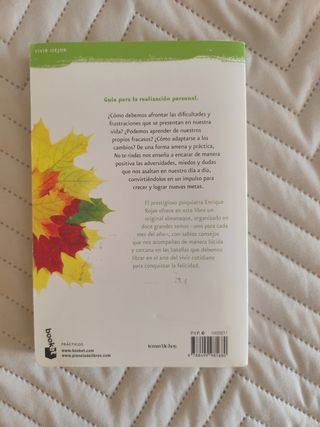 VIVIR MEJOR
Guía para la realización personal.
¿Cómo debemos afrontar las dificultades y
frustraciones que se presentan en nuestra
vida? ¿Podemos aprender de nuestros
propios fracasos? ¿Cómo adaptarse a los
cambios? De una forma amena y práctica,
No te rindas nos enseña a encarar de manera
positiva las adversidades, miedos y dudas
que nos asaltan en nuestro día a día,
convirtiéndolos en un impulso para
crecer y lograr nuevas metas.
El prestigioso psiquiatra Enrique
Rojas ofrece en este libro un
original almanaque, organizado en
doce grandes temas –uno para cada
mes del año–, con sabios consejos
que nos acompañan de manera lúcida
y cercana en las batallas que debemos
librar en el arte del vivir cotidiano
para conquistar la felicidad.
booket
PRÁCTICOS
www.booket.com
www.planetadelibros.com
temas de hoy.
PVP. €